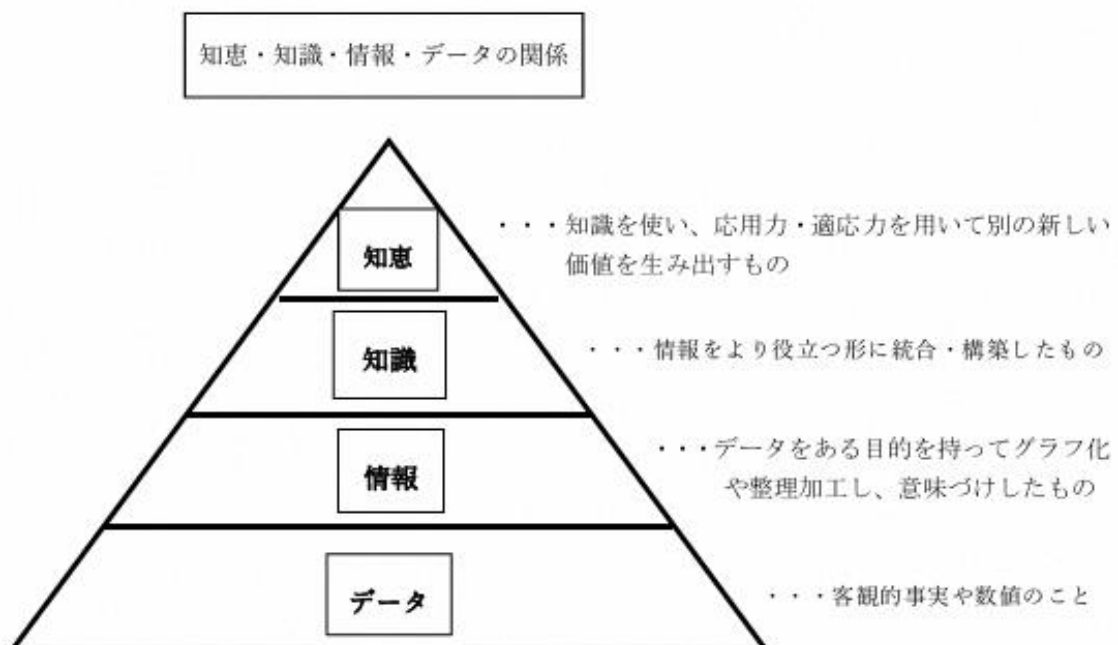 知恵・知識・情報・データの関係
知恵
・・・知識を使い、応用力・適応力を用いて別の新しい
価値を生み出すもの
知識
・・・情報をより役立つ形に統合・構築したもの
情報
・・・データをある目的を持ってグラフ化
や整理加工し、意味づけしたもの
データ
・・・客観的事実や数値のこと